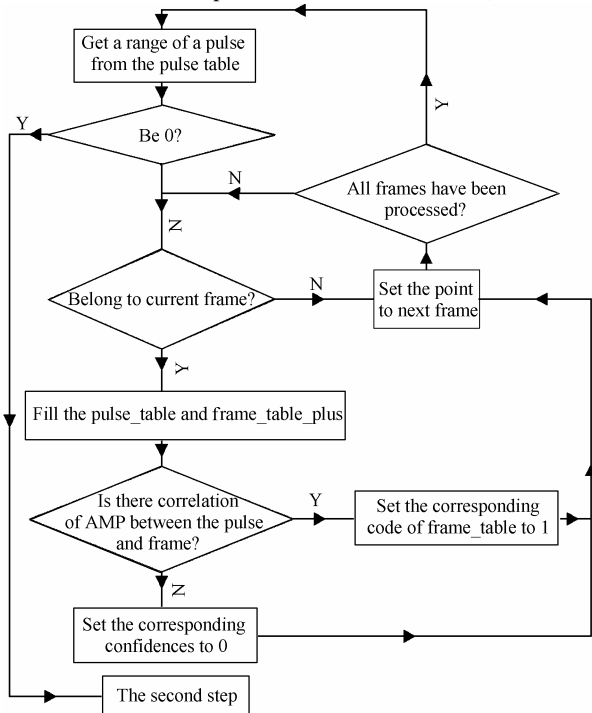 Get a range of a pulse
from the pulse table
Y
Be 0?
Y
N
All frames have been
processed?
N
Belong to current frame?
N
Set the point
to next frame
Y
Fill the pulse_table and frame_table_plus
Is there correlation
of AMP between the pulse
and frame?
Y
Set the corresponding
code of frame_table to 1
N
Set the corresponding
confidences to 0
The second step